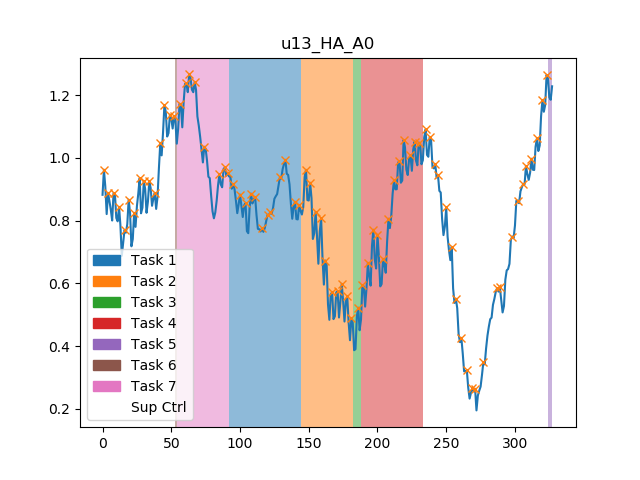 u13_HA_A0
1.2
1.0
0.8
0.6
0.4
0.2
Task 1
Task 2
Task 3
Task 4
Task 5
Task 6
Task 7
Sup Ctrl
0 50 100 150 200 250 300